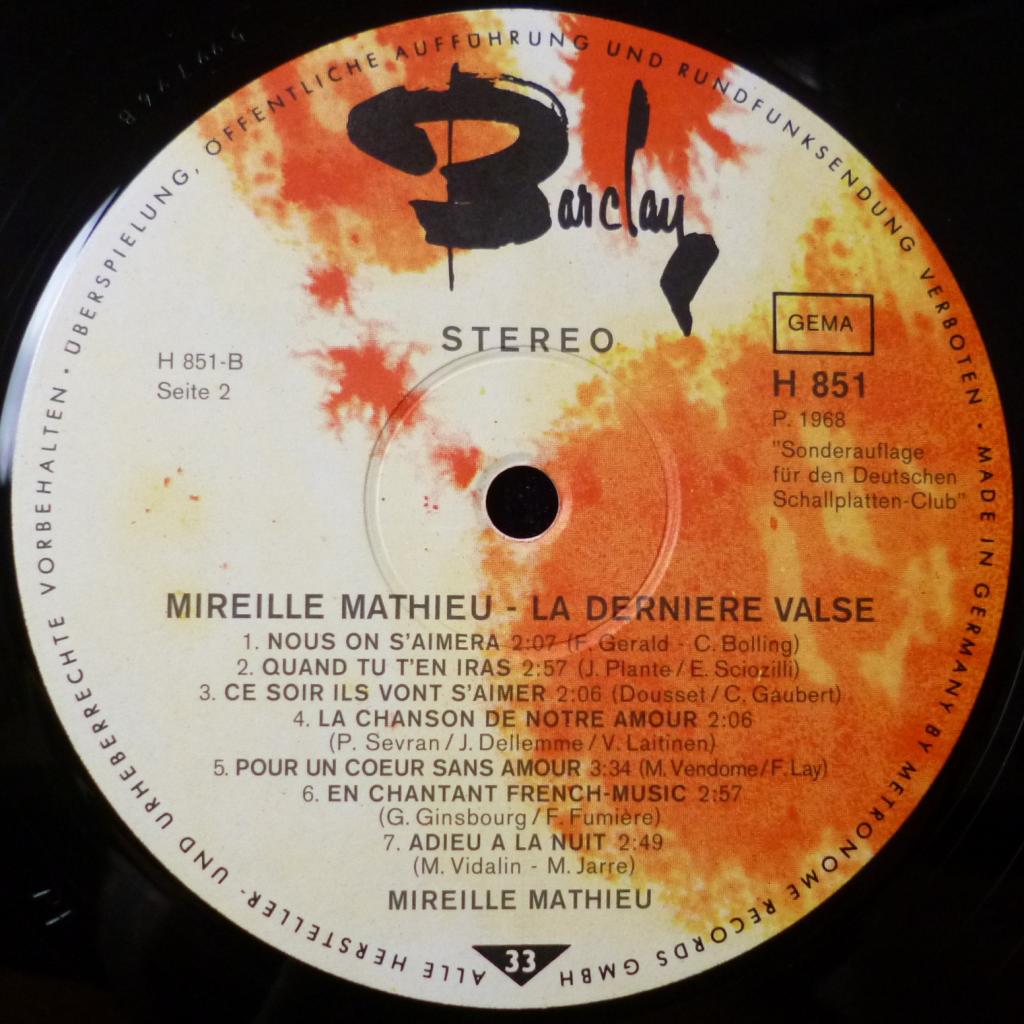 ALLE HERSTELLER- UND URHEBERRECHTE VORBEHALTEN · ÜBERSPIELUNG, ÖFFENTLICHE AUFFÜHRUNG UND RUNDFUNKSENDUNG VERBOTEN · MADE IN GERMANY BY METRONOME RECORDS GMBH
Barclay
STEREO
H 851-B
Seite 2
GEMA
H 851
P. 1968
"Sonderauflage
für den Deutschen
Schallplatten-Club"
MIREILLE MATHIEU - LA DERNIERE VALSE
1. NOUS ON S'AIMERA 2:07 (F. Gerald - C. Bolling)
2. QUAND TU T'EN IRAS 2:57 (J. Plante/E. Sciozilli)
3. CE SOIR ILS VONT S'AIMER 2:06 (Dousset/C. Gaubert)
4. LA CHANSON DE NOTRE AMOUR 2:06
(P. Sevran/J. Dellemme/V. Laitinen)
5. POUR UN COEUR SANS AMOUR 3:34 (M. Vendome/F. Lay)
6. EN CHANTANT FRENCH-MUSIC 2:57
(G. Ginsbourg/F. Fumière)
7. ADIEU A LA NUIT 2:49
(M. Vidalin - M. Jarre)
MIREILLE MATHIEU
33